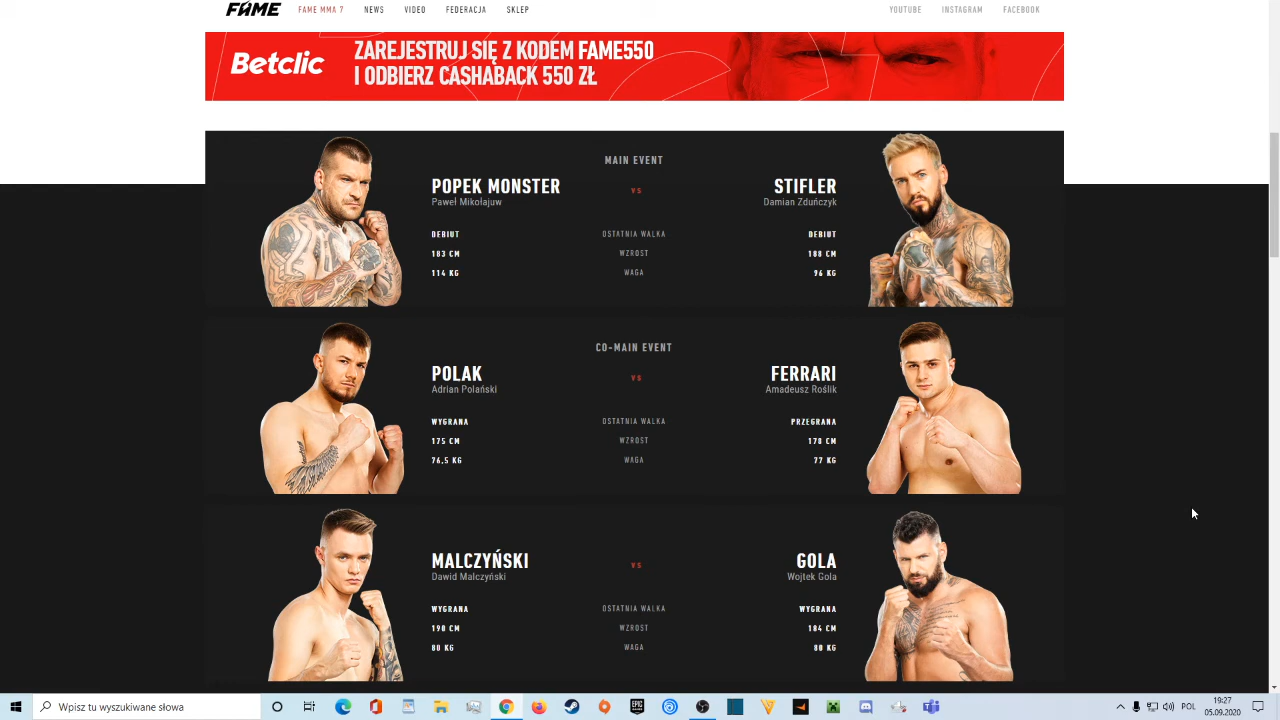 FAME
FAME MMA 7 NEWS VIDEO FEDERACJA SKLEP YOUTUBE INSTAGRAM FACEBOOK
Betclic
ZAREJESTRUJ SIĘ Z KODEM FAME550
I ODBIERZ CASHABACK 550 ZŁ
MAIN EVENT
POPEK MONSTER VS STIFLER
Paweł Mikołajuw Damian Zduńczyk
DEBIUT OSTATNIA WALKA DEBIUT
183 CM WZROST 188 CM
114 KG WAGA 96 KG
CO-MAIN EVENT
POLAK VS FERRARI
Adrian Polański Amadeusz Roślik
WYGRANA OSTATNIA WALKA PRZEGRANA
175 CM WZROST 178 CM
76,5 KG WAGA 77 KG
MALCZYŃSKI VS GOLA
Dawid Malczyński Wojtek Gola
WYGRANA OSTATNIA WALKA WYGRANA
190 CM WZROST 184 CM
80 KG WAGA 80 KG
Wpisz tu wyszukiwane słowa
EPIC GAMES
POL
19:27
05.09.2020